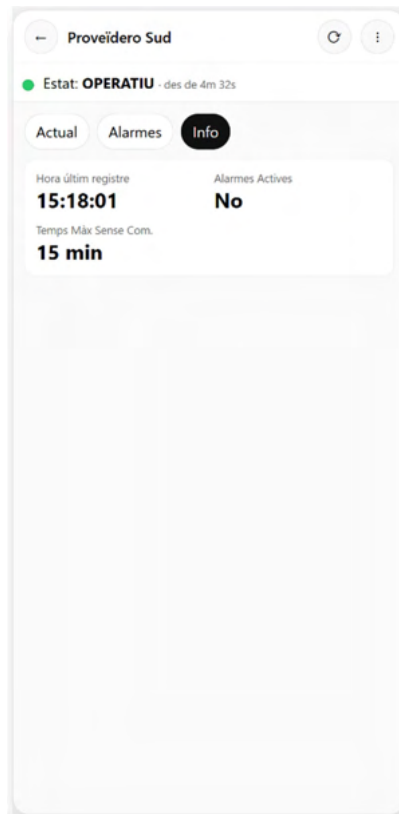 ← Proveïdero Sud
Estat: OPERATIU · des de 4m 32s
Actual Alarmes Info
Hora últim registre Alarmes Actives
15:18:01 No
Temps Màx Sense Com.
15 min